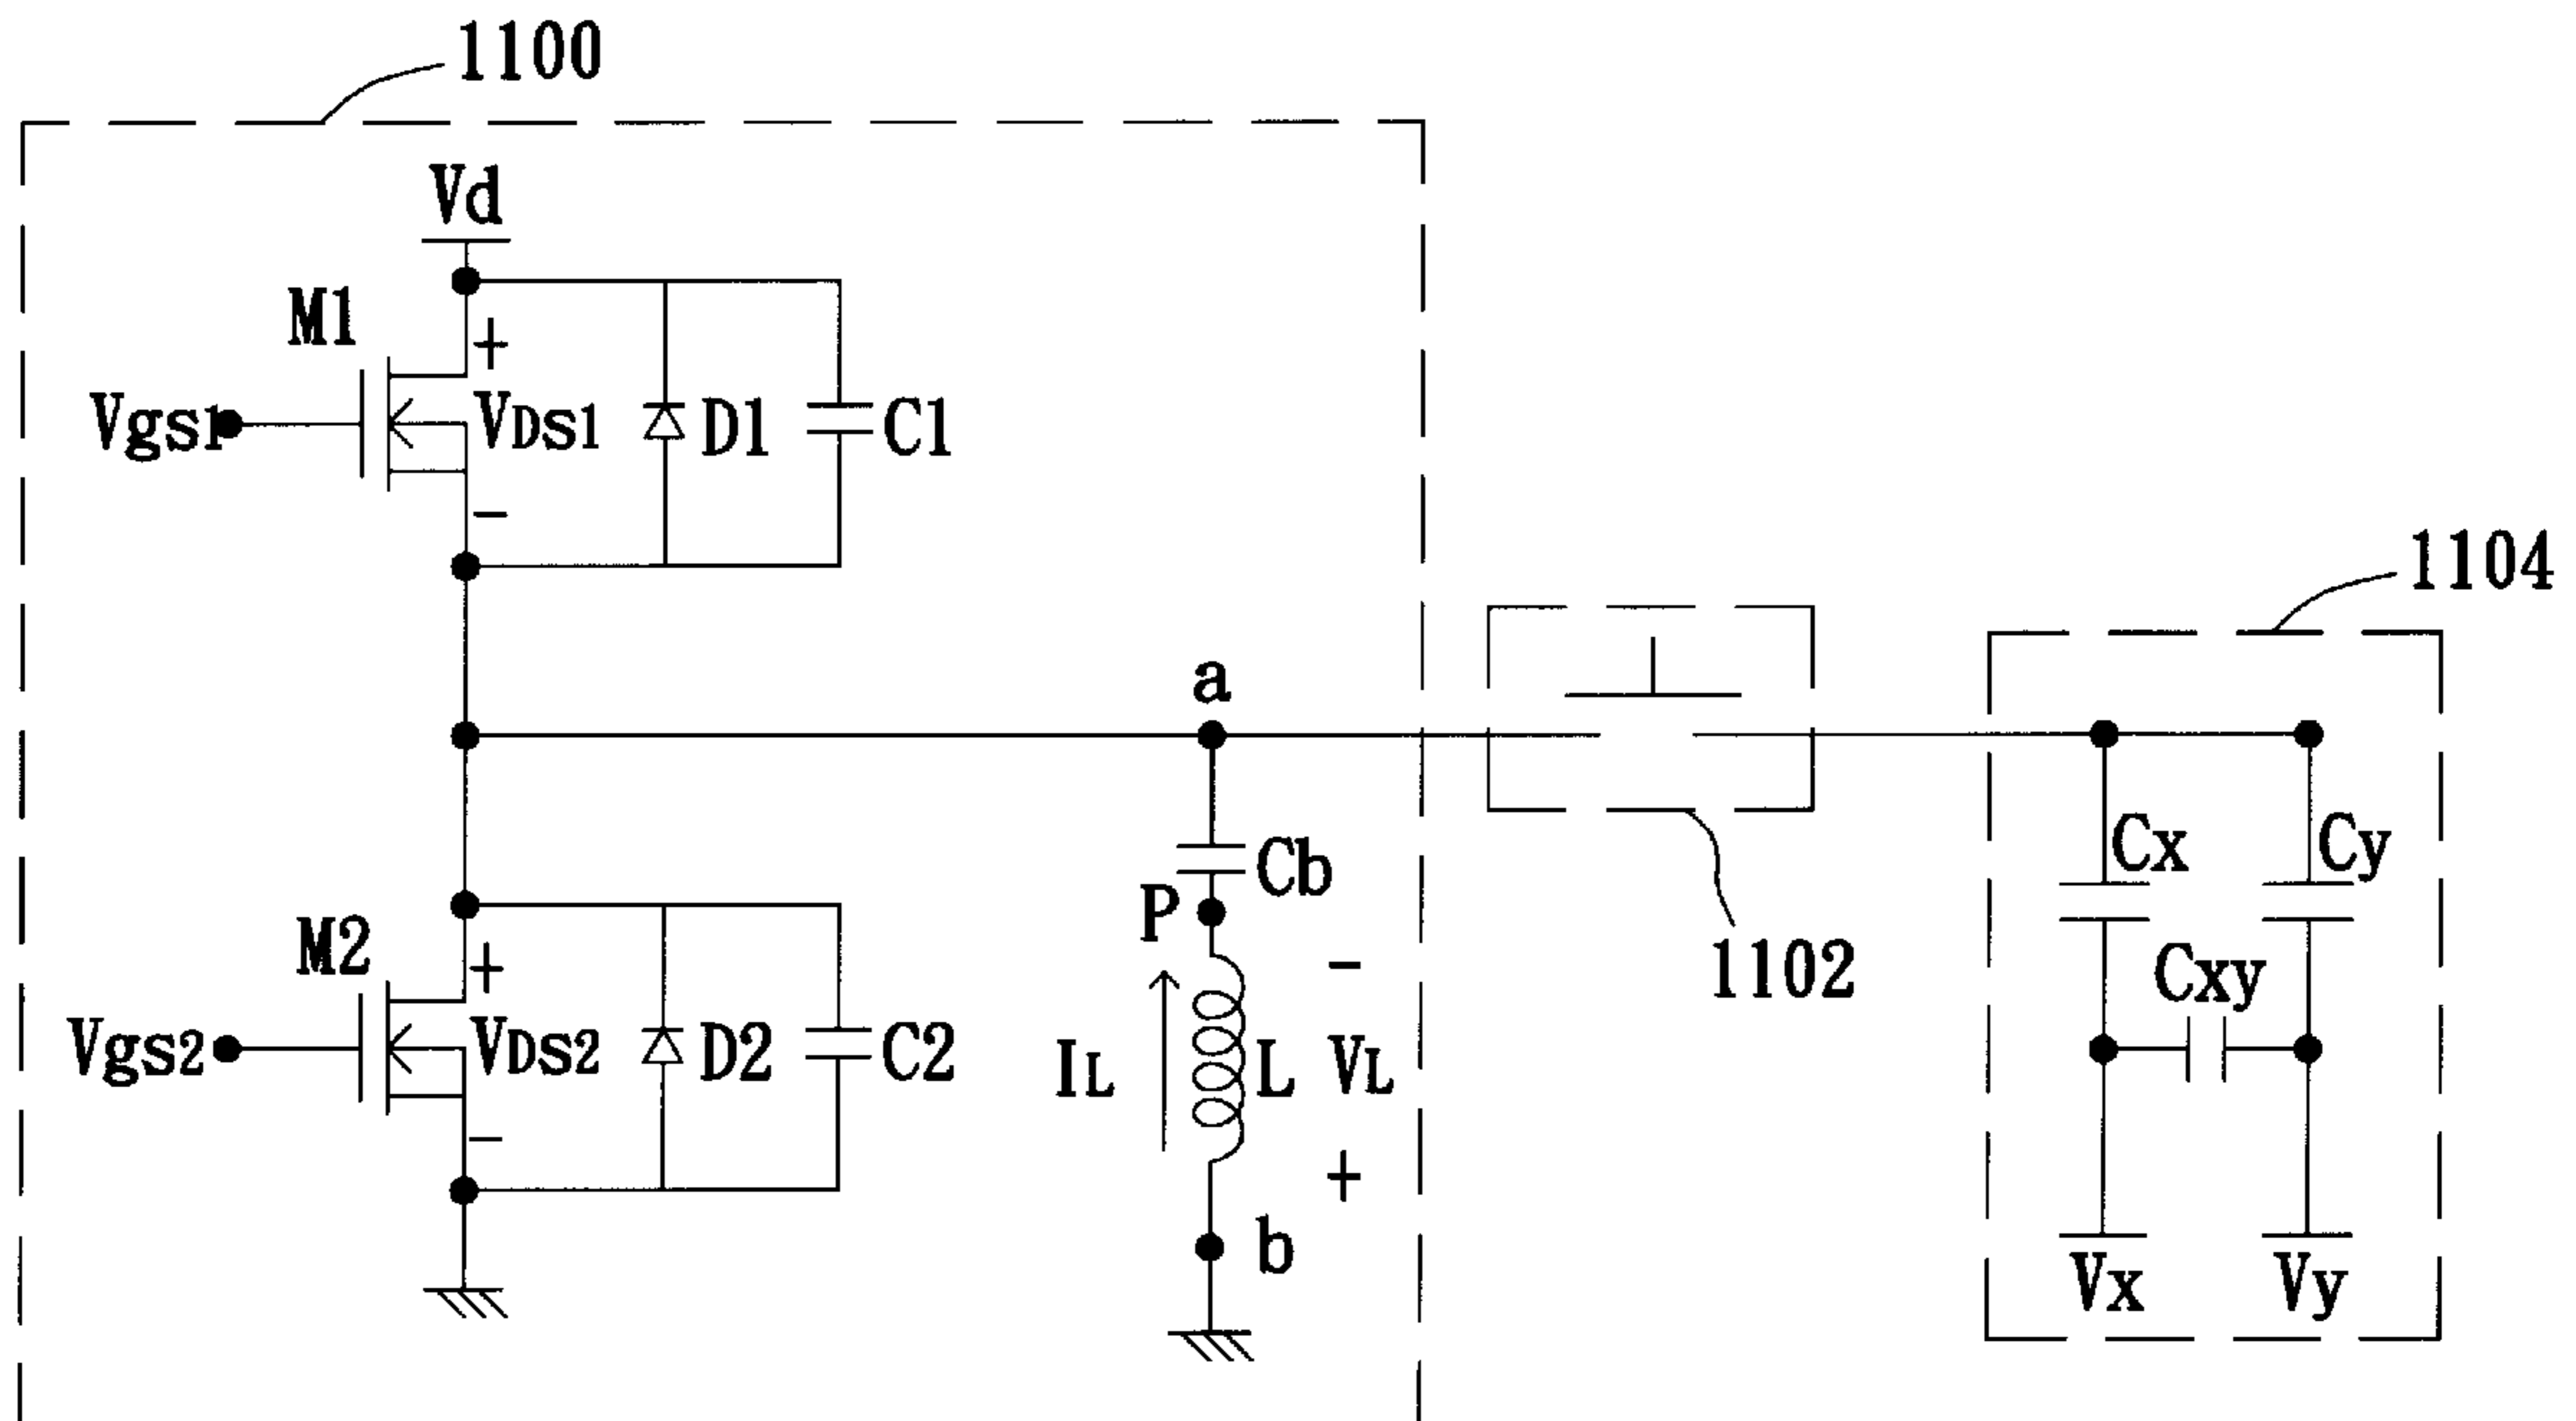 1100
Vd
M1
+
Vgs1
VDS1
D1
C1
-
1104
a
Cx
Cy
Cb
P
M2
+
-
1102
Cxy
Vgs2
VDS2
D2
C2
IL
L
VL
-
+
b
Vx
Vy